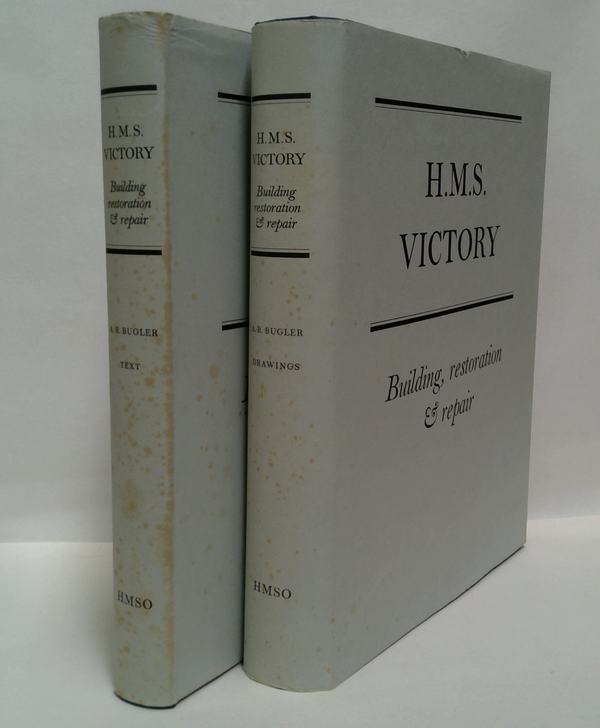 H.M.S.
VICTORY
Building
restoration
& repair
A. R. BUGLER
TEXT
HMSO
H.M.S.
VICTORY
Building
restoration
& repair
A. R. BUGLER
DRAWINGS
HMSO
H.M.S.
VICTORY
Building, restoration
& repair